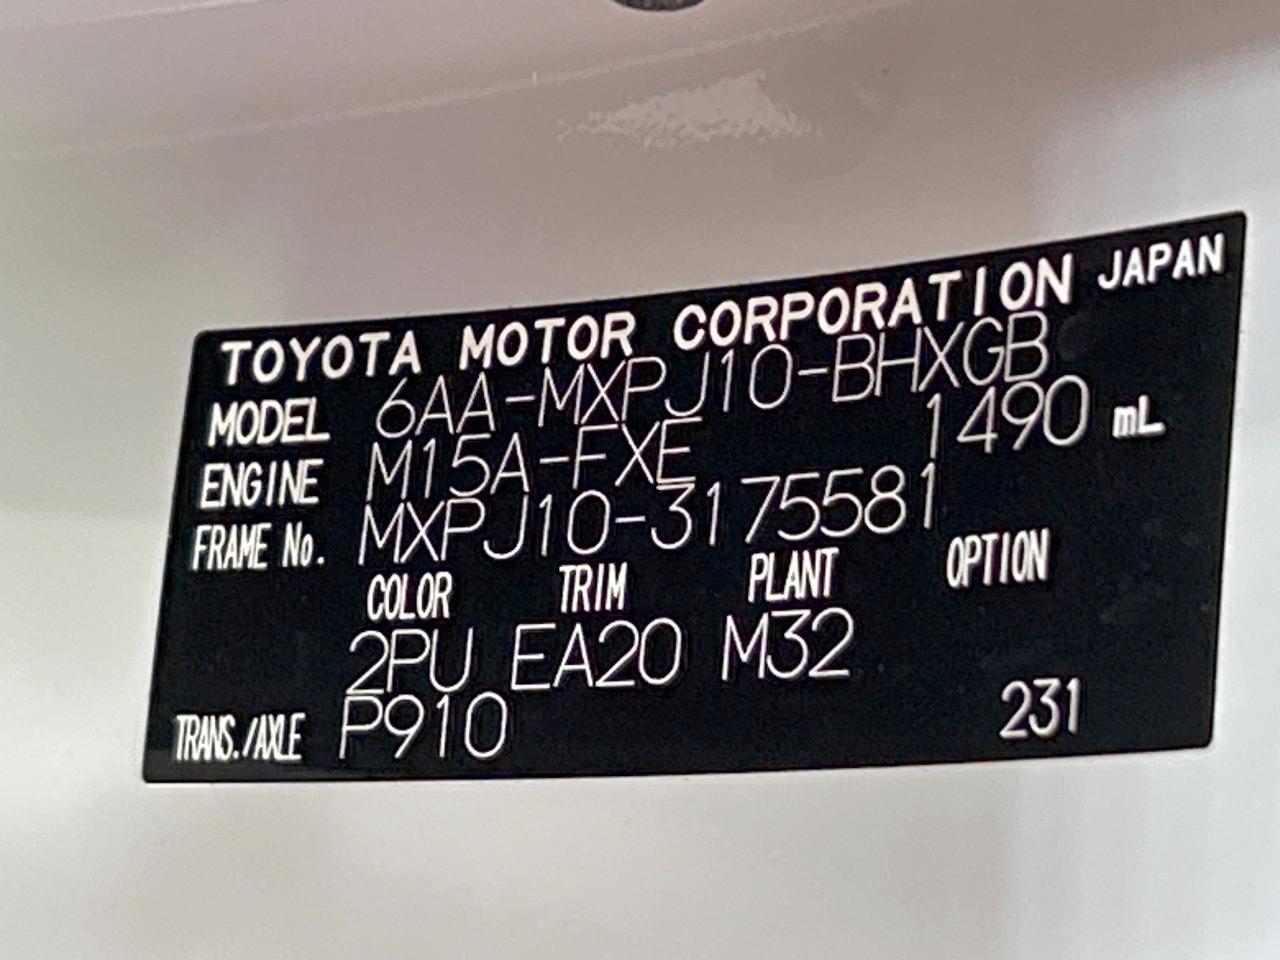 TOYOTA MOTOR CORPORATION JAPAN
MODEL 6AA-MXPJ10-BHXGB
ENGINE M15A-FXE 1490 mL
FRAME No. MXPJ10-3175581
COLOR TRIM PLANT OPTION
2PU EA20 M32
TRANS./AXLE P910 231